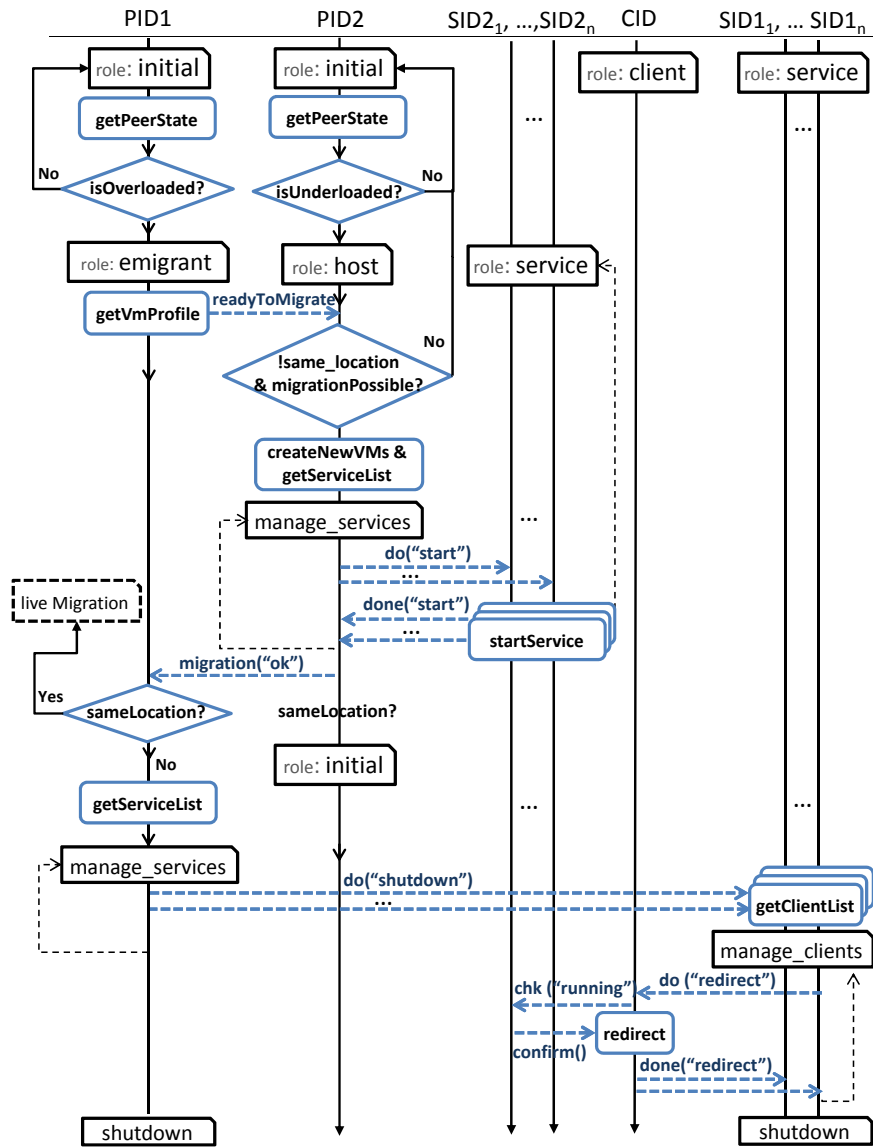 PID1 PID2 SID2₁, ... ,SID2ₙ CID SID1₁, ... SID1ₙ
role: initial role: initial role: client role: service
getPeerState getPeerState ... ...
No isOverloaded? isUnderloaded? No
role: emigrant role: host role: service
getVmProfile readyToMigrate
No
!same_location
& migrationPossible?
createNewVMs &
getServiceList
manage_services ...
do(“start”)
...
live Migration done(“start”)
... startService
migration(“ok”)
Yes
sameLocation? sameLocation?
No role: initial
getServiceList ... ...
manage_services
do(“shutdown”)
... getClientList
manage_clients
chk (“running”) do (“redirect”)
redirect
confirm()
done(“redirect”)
shutdown shutdown